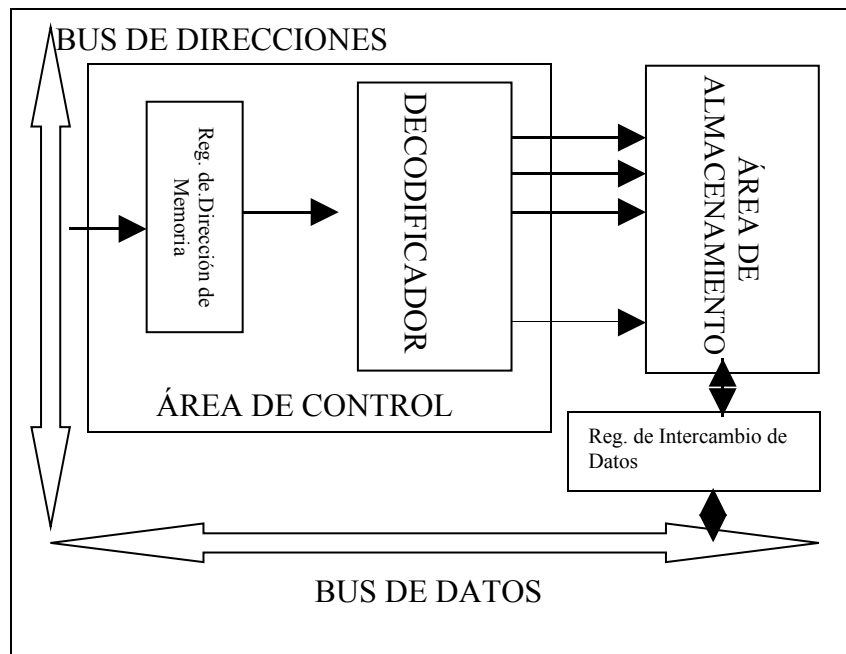 BUS DE DIRECCIONES
Reg. de.Dirección de
Memoria
DECODIFICADOR
ÁREA DE
ALMACENAMIENTO
ÁREA DE CONTROL
Reg. de Intercambio de
Datos
BUS DE DATOS